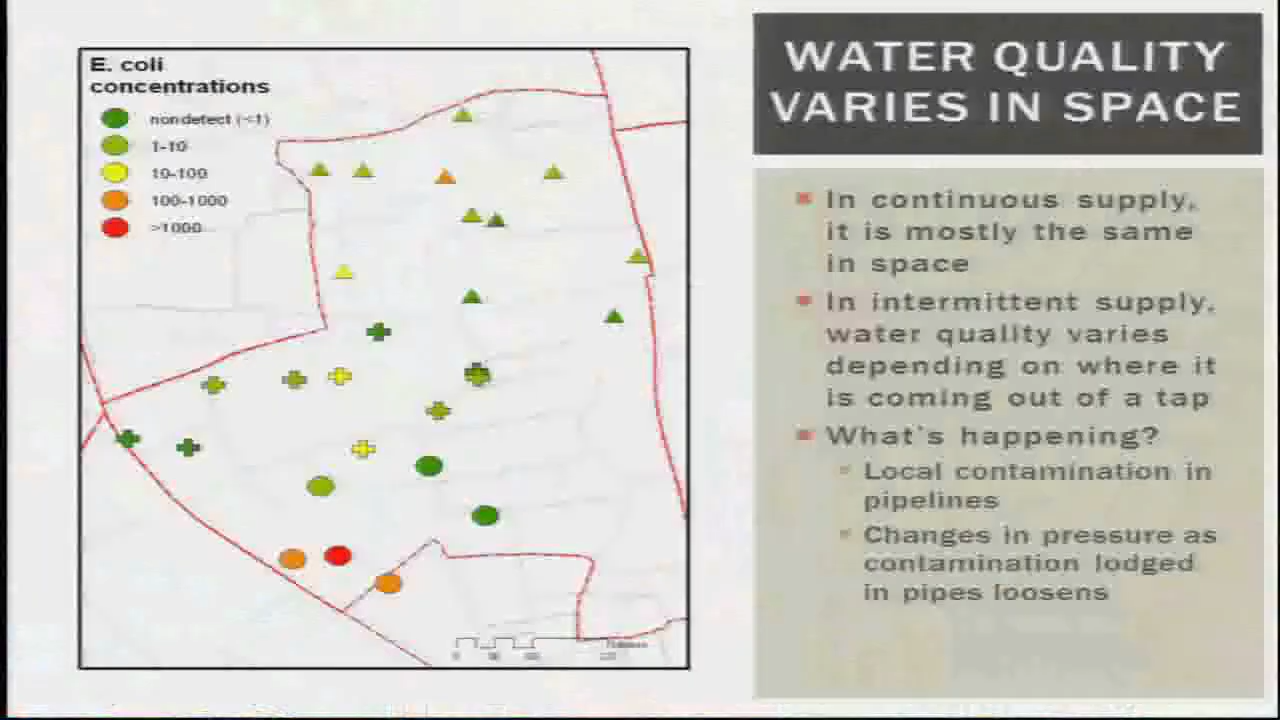 E. coli
concentrations
nondetect (<1)
1-10
10-100
100-1000
>1000
WATER QUALITY
VARIES IN SPACE
In continuous supply,
it is mostly the same
in space
In intermittent supply,
water quality varies
depending on where it
is coming out of a tap
What's happening?
Local contamination in
pipelines
Changes in pressure as
contamination lodged
in pipes loosens